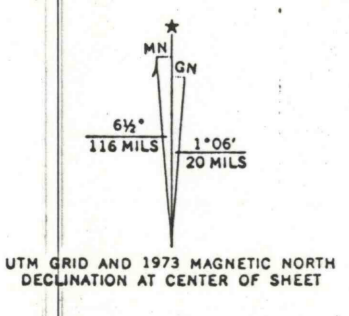 ★
MN
GN
6½°
116 MILS
1°06′
20 MILS
UTM GRID AND 1973 MAGNETIC NORTH
DECLINATION AT CENTER OF SHEET